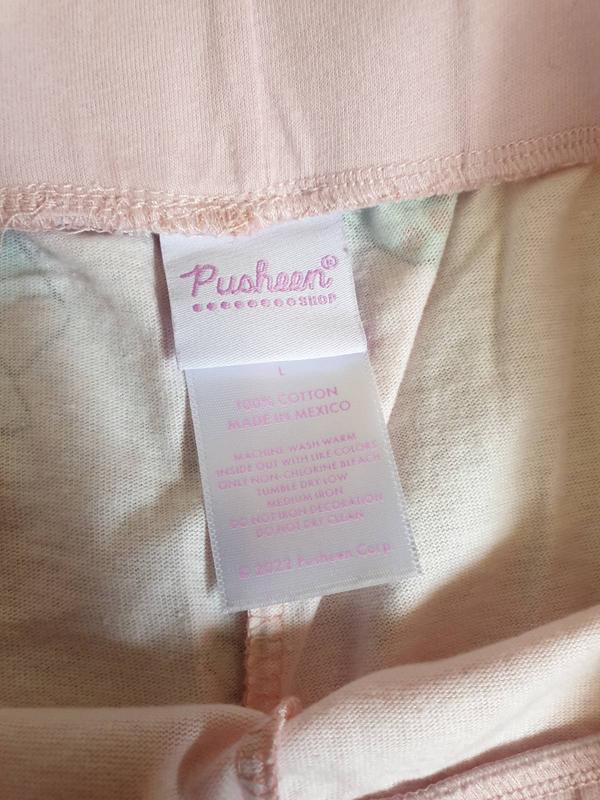 Pusheen®
SHOP
L
100% COTTON
MADE IN MEXICO
MACHINE WASH WARM
INSIDE OUT WITH LIKE COLORS
ONLY NON-CHLORINE BLEACH
TUMBLE DRY LOW
MEDIUM IRON
DO NOT IRON DECORATION
DO NOT DRY CLEAN
© 2022 Pusheen Corp.